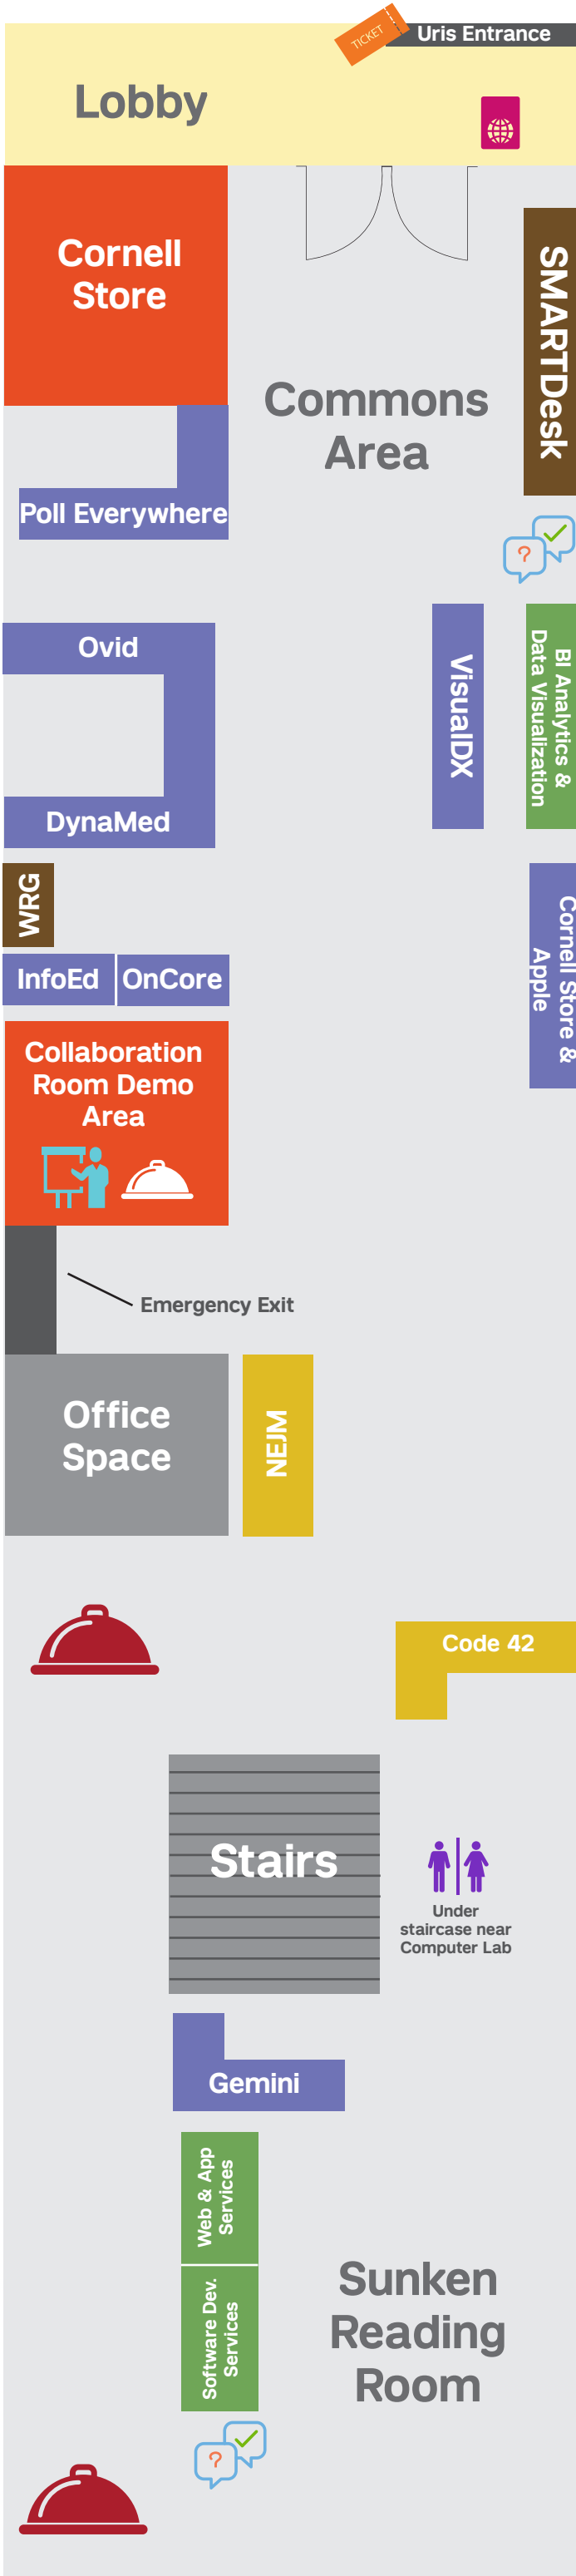 TICKET
Uris Entrance
Lobby
Cornell
Store
SMARTDesk
Commons
Area
Poll Everywhere
?
Ovid
VisualDX
BI Analytics &
Data Visualization
DynaMed
WRG
Cornell Store &
Apple
InfoEd
OnCore
Collaboration
Room Demo
Area
Emergency Exit
Office
Space
NEJM
Code 42
Stairs
Under
staircase near
Computer Lab
Gemini
Web & App
Services
Software Dev.
Services
Sunken
Reading
Room
?